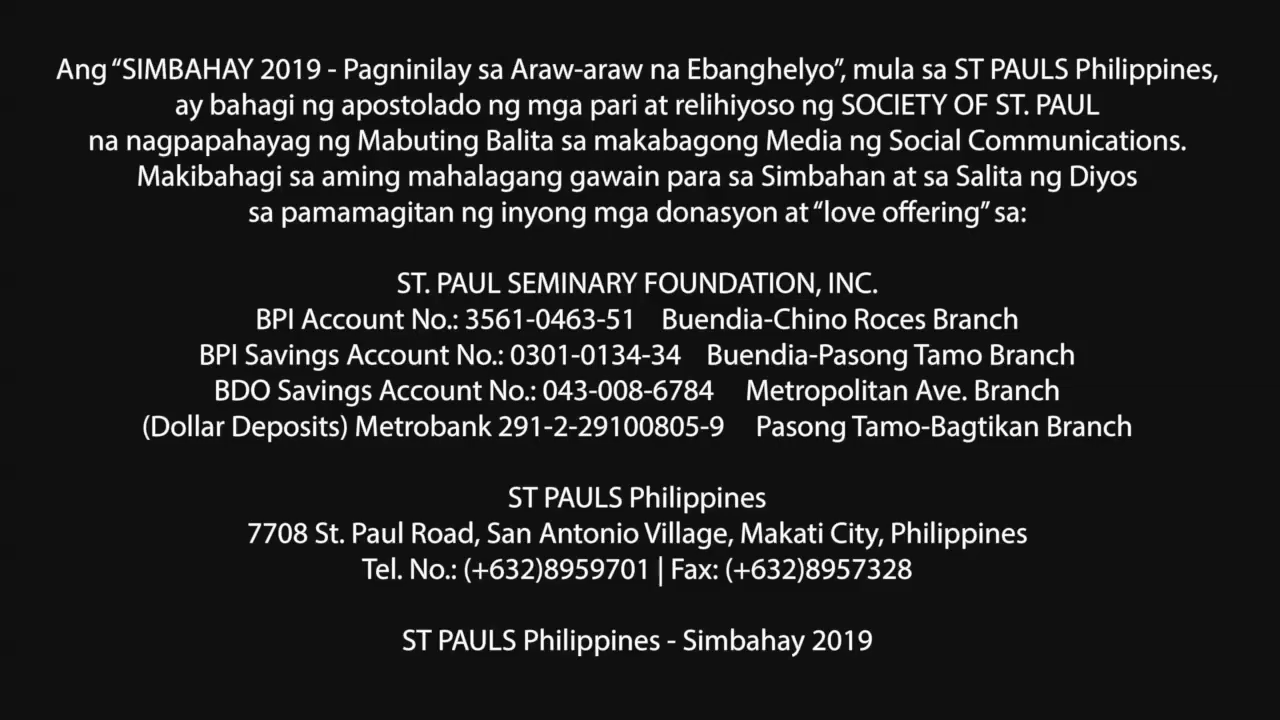 Ang “SIMBAHAY 2019 - Pagninilay sa Araw-araw na Ebanghelyo”, mula sa ST PAULS Philippines,
ay bahagi ng apostolado ng mga pari at relihiyoso ng SOCIETY OF ST. PAUL
na nagpapahayag ng Mabuting Balita sa makabagong Media ng Social Communications.
Makibahagi sa aming mahalagang gawain para sa Simbahan at sa Salita ng Diyos
sa pamamagitan ng inyong mga donasyon at “love offering” sa:
ST. PAUL SEMINARY FOUNDATION, INC.
BPI Account No.: 3561-0463-51 Buendia-Chino Roces Branch
BPI Savings Account No.: 0301-0134-34 Buendia-Pasong Tamo Branch
BDO Savings Account No.: 043-008-6784 Metropolitan Ave. Branch
(Dollar Deposits) Metrobank 291-2-29100805-9 Pasong Tamo-Bagtikan Branch
ST PAULS Philippines
7708 St. Paul Road, San Antonio Village, Makati City, Philippines
Tel. No.: (+632)8959701 | Fax: (+632)8957328
ST PAULS Philippines - Simbahay 2019